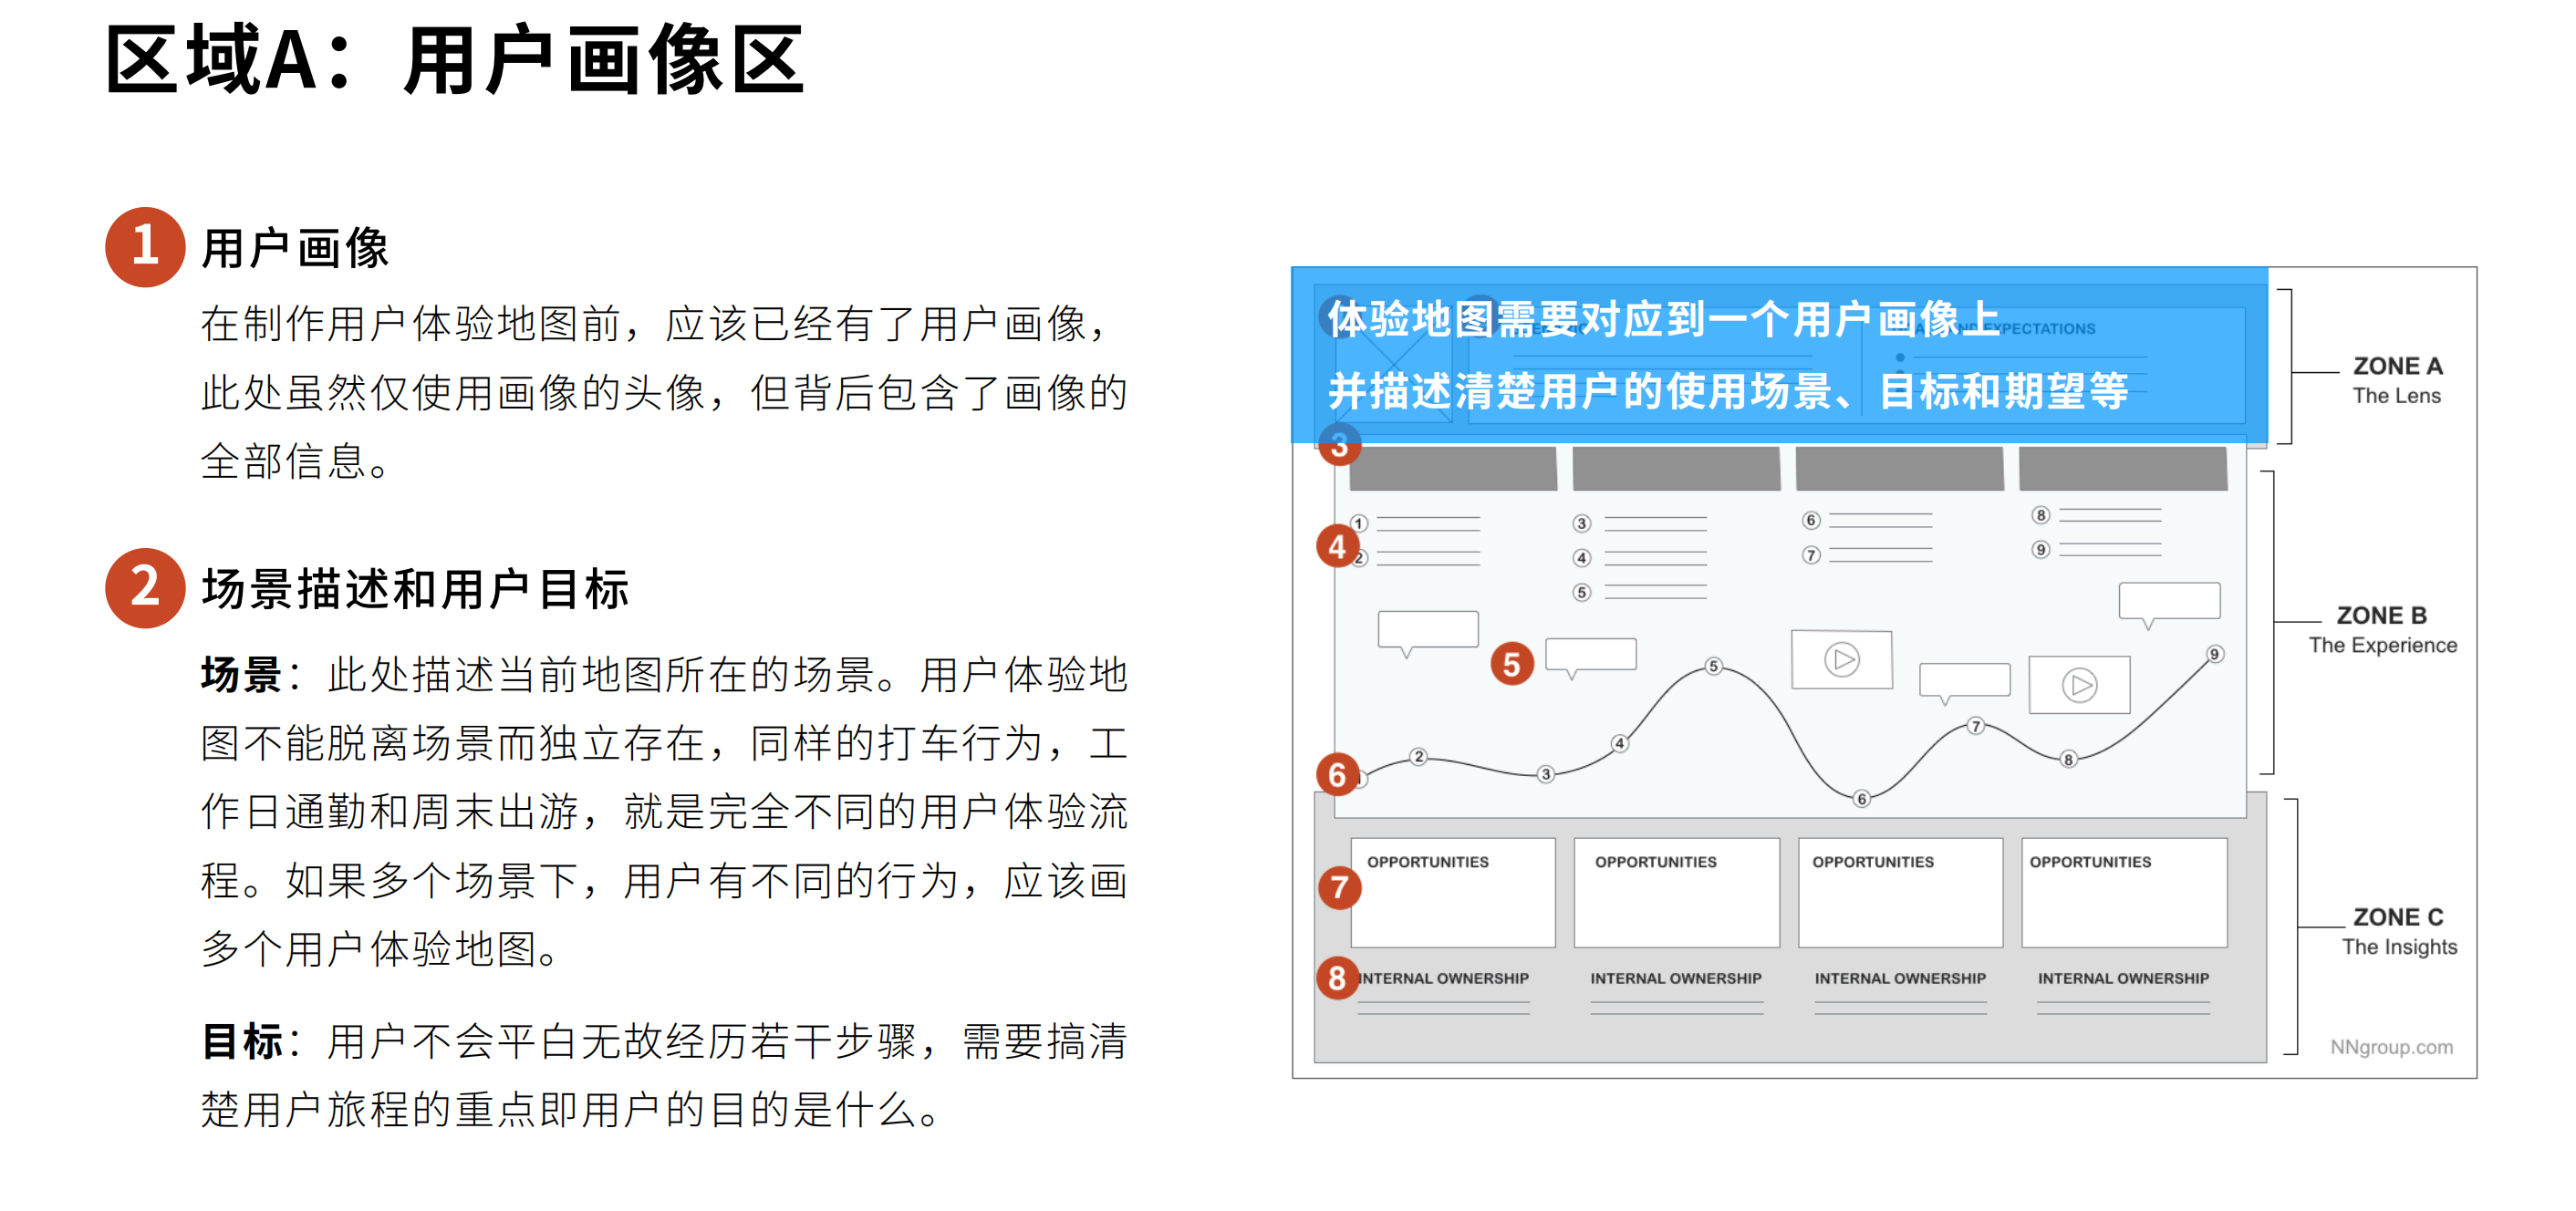 区域A：用户画像区
1 用户画像
在制作用户体验地图前，应该已经有了用户画像，
此处虽然仅使用画像的头像，但背后包含了画像的
全部信息。
2 场景描述和用户目标
场景：此处描述当前地图所在的场景。用户体验地
图不能脱离场景而独立存在，同样的打车行为，工
作日通勤和周末出游，就是完全不同的用户体验流
程。如果多个场景下，用户有不同的行为，应该画
多个用户体验地图。
目标：用户不会平白无故经历若干步骤，需要搞清
楚用户旅程的重点即用户的目的是什么。
体验地图需要对应到一个用户画像上
EXPECTATIONS
并描述清楚用户的使用场景、目标和期望等
ZONE A
The Lens
3
1 3 6 8
4
2 4 7 9
5
ZONE B
The Experience
5
5 9
7
4
2 3 8
6
6
OPPORTUNITIES OPPORTUNITIES OPPORTUNITIES OPPORTUNITIES
7
ZONE C
The Insights
8 INTERNAL OWNERSHIP INTERNAL OWNERSHIP INTERNAL OWNERSHIP INTERNAL OWNERSHIP
NNgroup.com